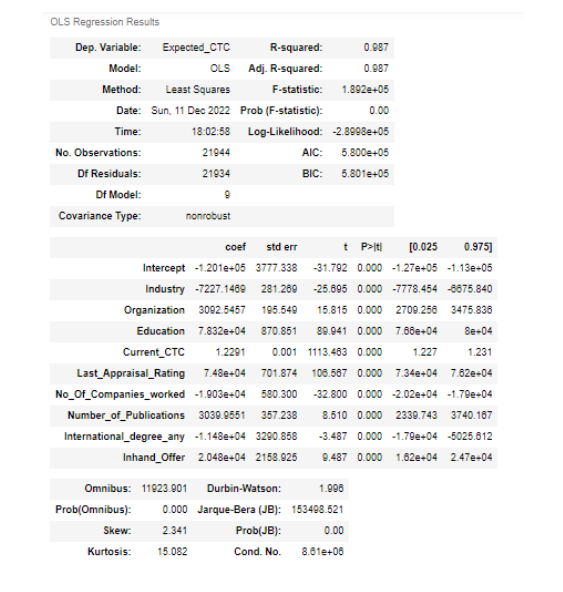 OLS Regression Results
Dep. Variable: Expected_CTC R-squared: 0.987
Model: OLS Adj. R-squared: 0.987
Method: Least Squares F-statistic: 1.892e+05
Date: Sun, 11 Dec 2022 Prob (F-statistic): 0.00
Time: 18:02:58 Log-Likelihood: -2.8998e+05
No. Observations: 21944 AIC: 5.800e+05
Df Residuals: 21934 BIC: 5.801e+05
Df Model: 9
Covariance Type: nonrobust
coef std err t P>|t| [0.025 0.975]
Intercept -1.201e+05 3777.338 -31.792 0.000 -1.27e+05 -1.13e+05
Industry -7227.1469 281.269 -25.695 0.000 -7778.454 -6675.840
Organization 3092.5457 195.549 15.815 0.000 2709.256 3475.836
Education 7.832e+04 870.851 89.941 0.000 7.66e+04 8e+04
Current_CTC 1.2291 0.001 1113.463 0.000 1.227 1.231
Last_Appraisal_Rating 7.48e+04 701.874 106.567 0.000 7.34e+04 7.62e+04
No_Of_Companies_worked -1.903e+04 580.300 -32.800 0.000 -2.02e+04 -1.79e+04
Number_of_Publications 3039.9551 357.238 8.510 0.000 2339.743 3740.167
International_degree_any -1.148e+04 3290.858 -3.487 0.000 -1.79e+04 -5025.612
Inhand_Offer 2.048e+04 2158.925 9.487 0.000 1.62e+04 2.47e+04
Omnibus: 11923.901 Durbin-Watson: 1.996
Prob(Omnibus): 0.000 Jarque-Bera (JB): 153498.521
Skew: 2.341 Prob(JB): 0.00
Kurtosis: 15.082 Cond. No. 8.61e+06